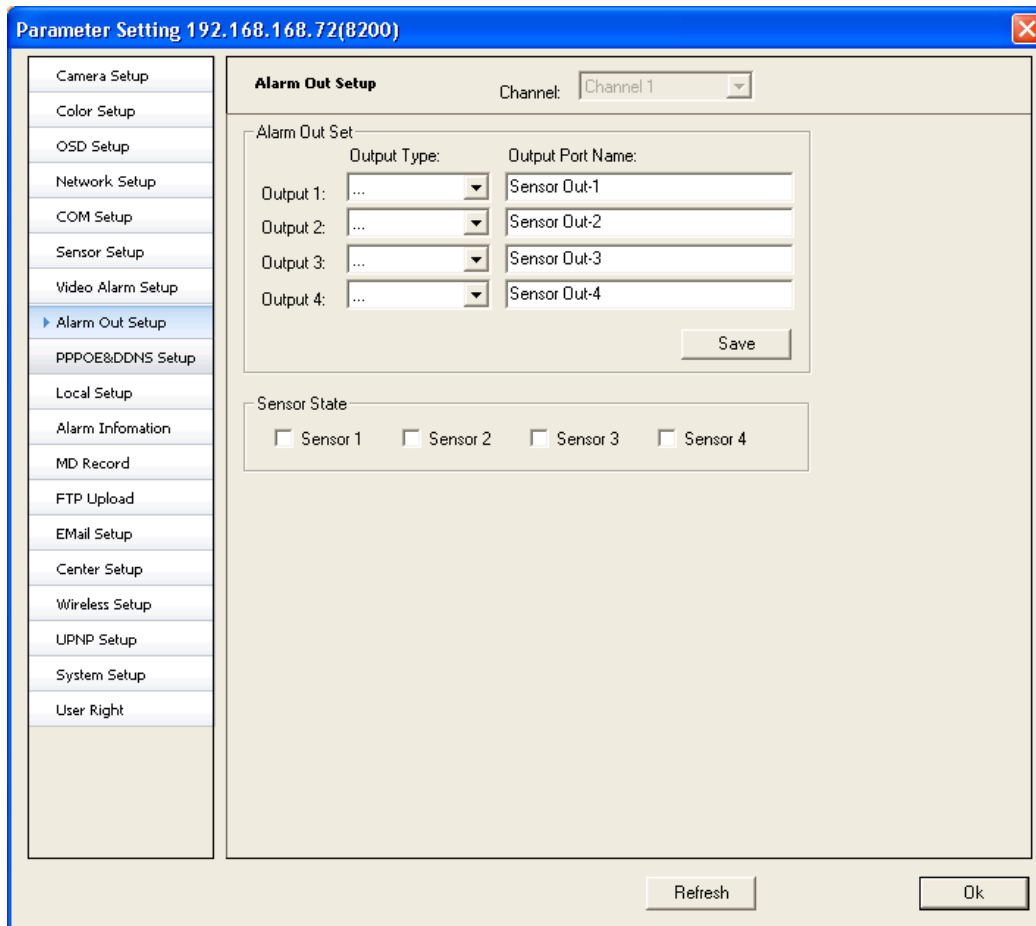 Parameter Setting 192.168.168.72(8200)
Camera Setup
Color Setup
OSD Setup
Network Setup
COM Setup
Sensor Setup
Video Alarm Setup
Alarm Out Setup
PPPOE&DDNS Setup
Local Setup
Alarm Infomation
MD Record
FTP Upload
EMail Setup
Center Setup
Wireless Setup
UPNP Setup
System Setup
User Right
Alarm Out Setup
Channel: Channel 1
Alarm Out Set
Output Type: Output Port Name:
Output 1: ... Sensor Out-1
Output 2: ... Sensor Out-2
Output 3: ... Sensor Out-3
Output 4: ... Sensor Out-4
Save
Sensor State
Sensor 1 Sensor 2 Sensor 3 Sensor 4
Refresh Ok